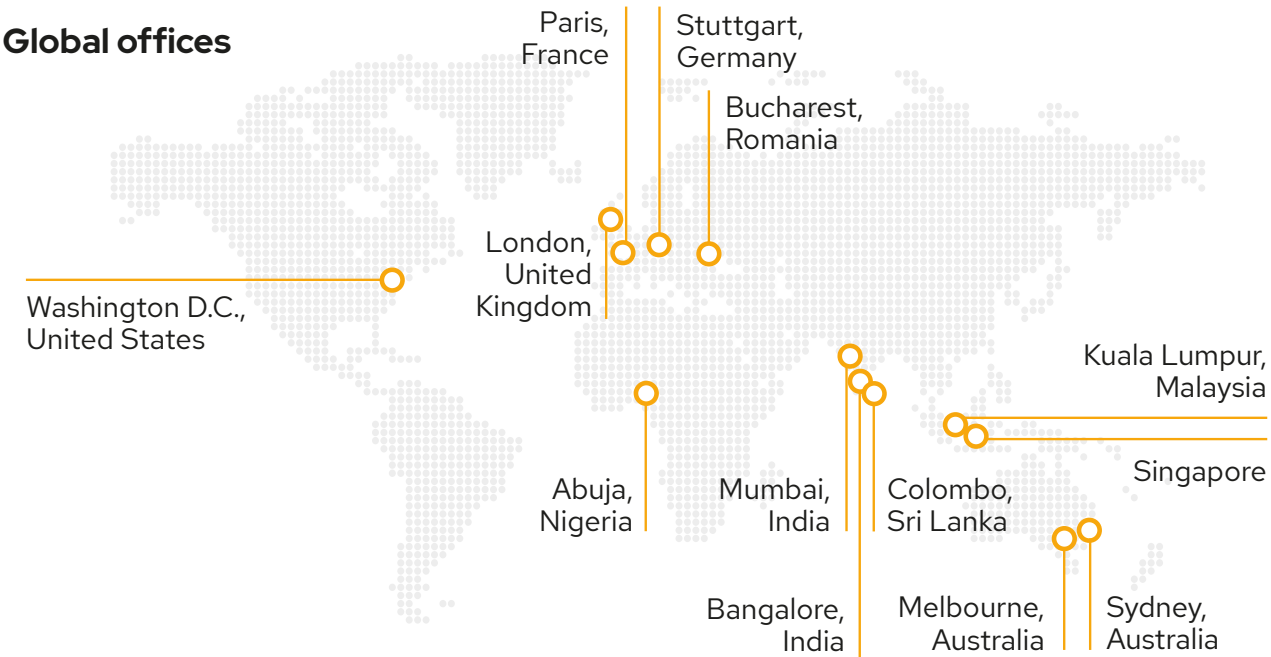 Global offices
Paris,
France
Stuttgart,
Germany
Bucharest,
Romania
London,
United
Kingdom
Washington D.C.,
United States
Kuala Lumpur,
Malaysia
Singapore
Abuja,
Nigeria
Mumbai,
India
Colombo,
Sri Lanka
Bangalore,
India
Melbourne,
Australia
Sydney,
Australia